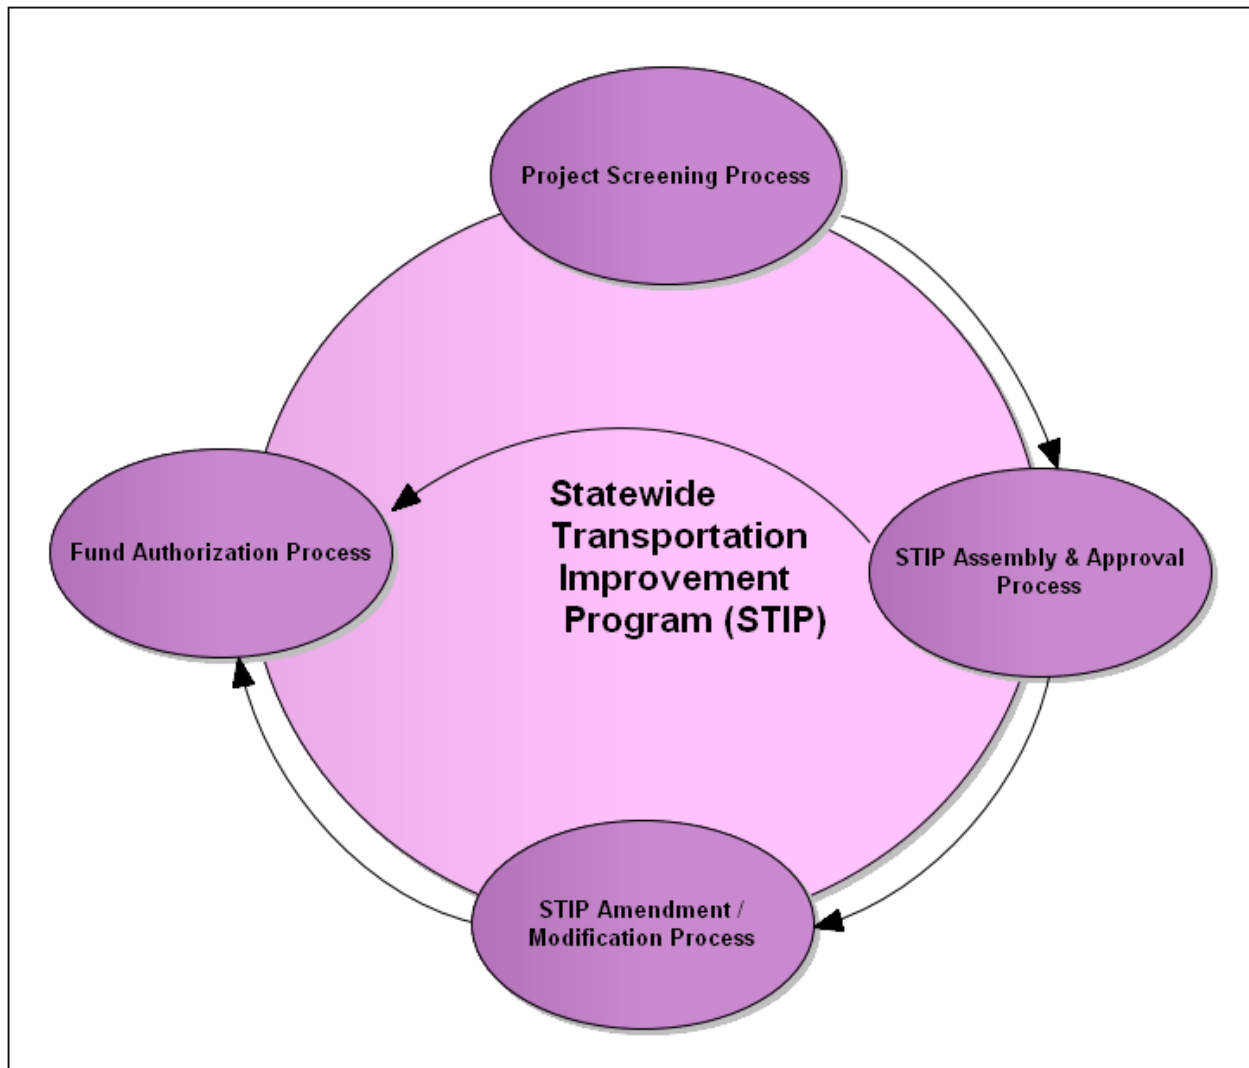 Project Screening Process
Statewide
Transportation
Improvement
Program (STIP)
Fund Authorization Process
STIP Assembly & Approval
Process
STIP Amendment /
Modification Process